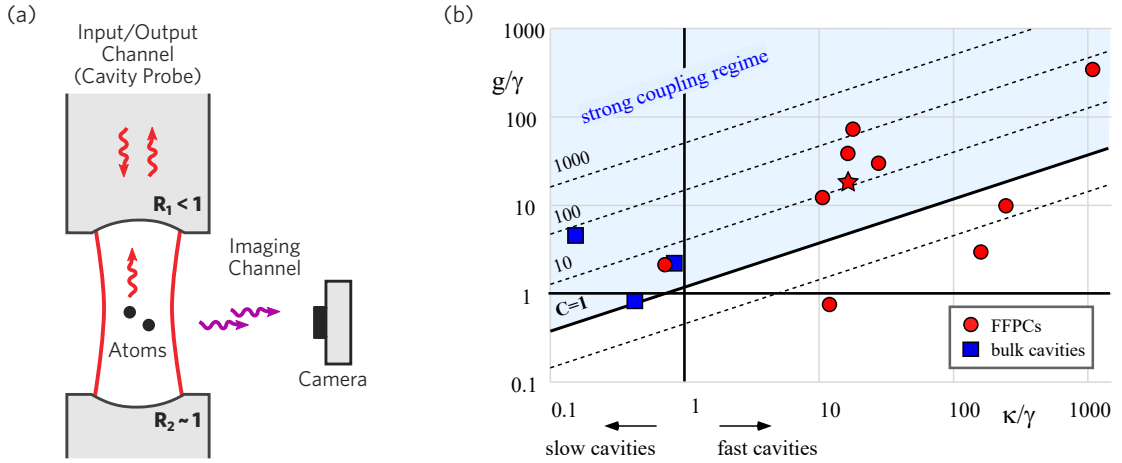 (a)
Input/Output
Channel
(Cavity Probe)
R₁ < 1
Imaging
Channel
Atoms
Camera
R₂ ~ 1
(b)
1000
g/γ
100
10
1
0.1
strong coupling regime
1000
100
10
C=1
FFPCs
bulk cavities
0.1
1
10
100
κ/γ
1000
slow cavities
fast cavities